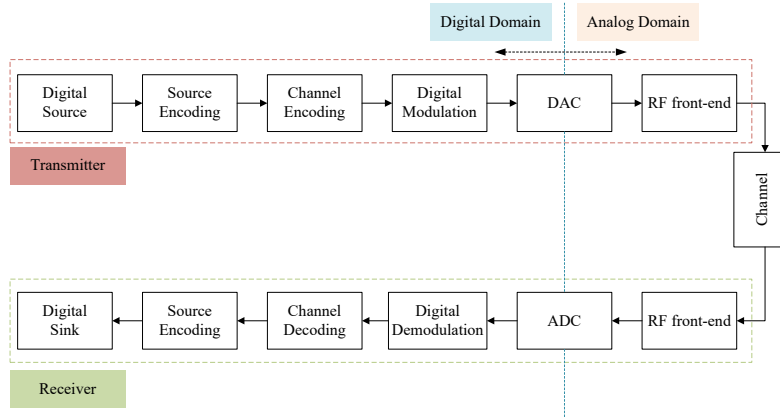 Digital Domain
Analog Domain
Digital
Source
Source
Encoding
Channel
Encoding
Digital
Modulation
DAC
RF front-end
Transmitter
Channel
Digital
Sink
Source
Encoding
Channel
Decoding
Digital
Demodulation
ADC
RF front-end
Receiver